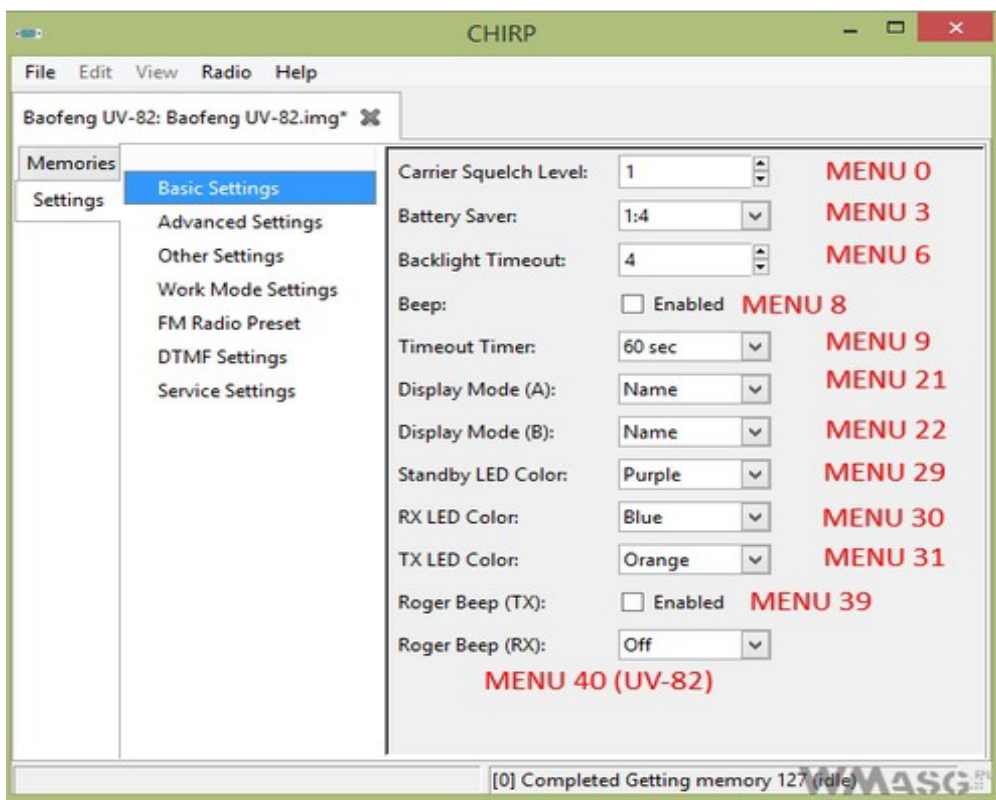 CHIRP
File Edit View Radio Help
Baofeng UV-82: Baofeng UV-82.img*
Memories
Settings
Basic Settings
Advanced Settings
Other Settings
Work Mode Settings
FM Radio Preset
DTMF Settings
Service Settings
Carrier Squelch Level: 1 MENU 0
Battery Saver: 1:4 MENU 3
Backlight Timeout: 4 MENU 6
Beep: Enabled MENU 8
Timeout Timer: 60 sec MENU 9
Display Mode (A): Name MENU 21
Display Mode (B): Name MENU 22
Standby LED Color: Purple MENU 29
RX LED Color: Blue MENU 30
TX LED Color: Orange MENU 31
Roger Beep (TX): Enabled MENU 39
Roger Beep (RX): Off
MENU 40 (UV-82)
[0] Completed Getting memory 127 (idle)
WMASG